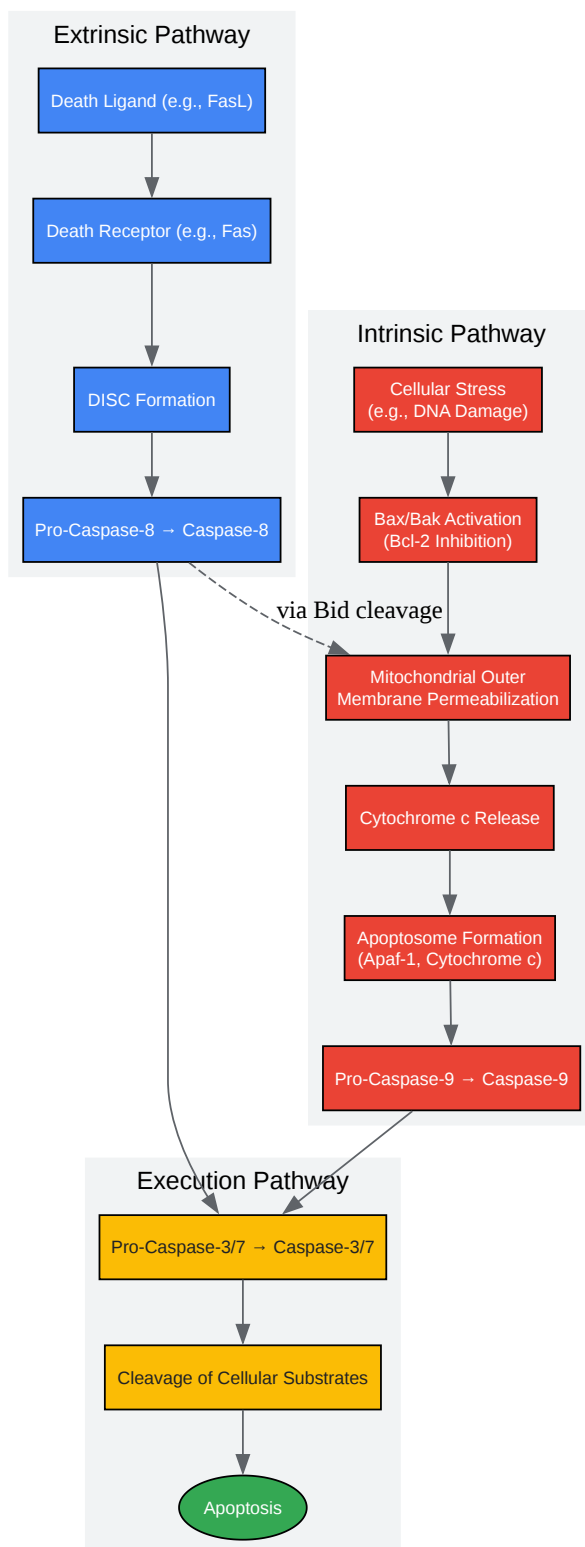 Extrinsic Pathway
Death Ligand (e.g., FasL)
Death Receptor (e.g., Fas)
DISC Formation
Pro-Caspase-8 → Caspase-8
Intrinsic Pathway
Cellular Stress
(e.g., DNA Damage)
Bax/Bak Activation
(Bcl-2 Inhibition)
via Bid cleavage
Mitochondrial Outer
Membrane Permeabilization
Cytochrome c Release
Apoptosome Formation
(Apaf-1, Cytochrome c)
Pro-Caspase-9 → Caspase-9
Execution Pathway
Pro-Caspase-3/7 → Caspase-3/7
Cleavage of Cellular Substrates
Apoptosis